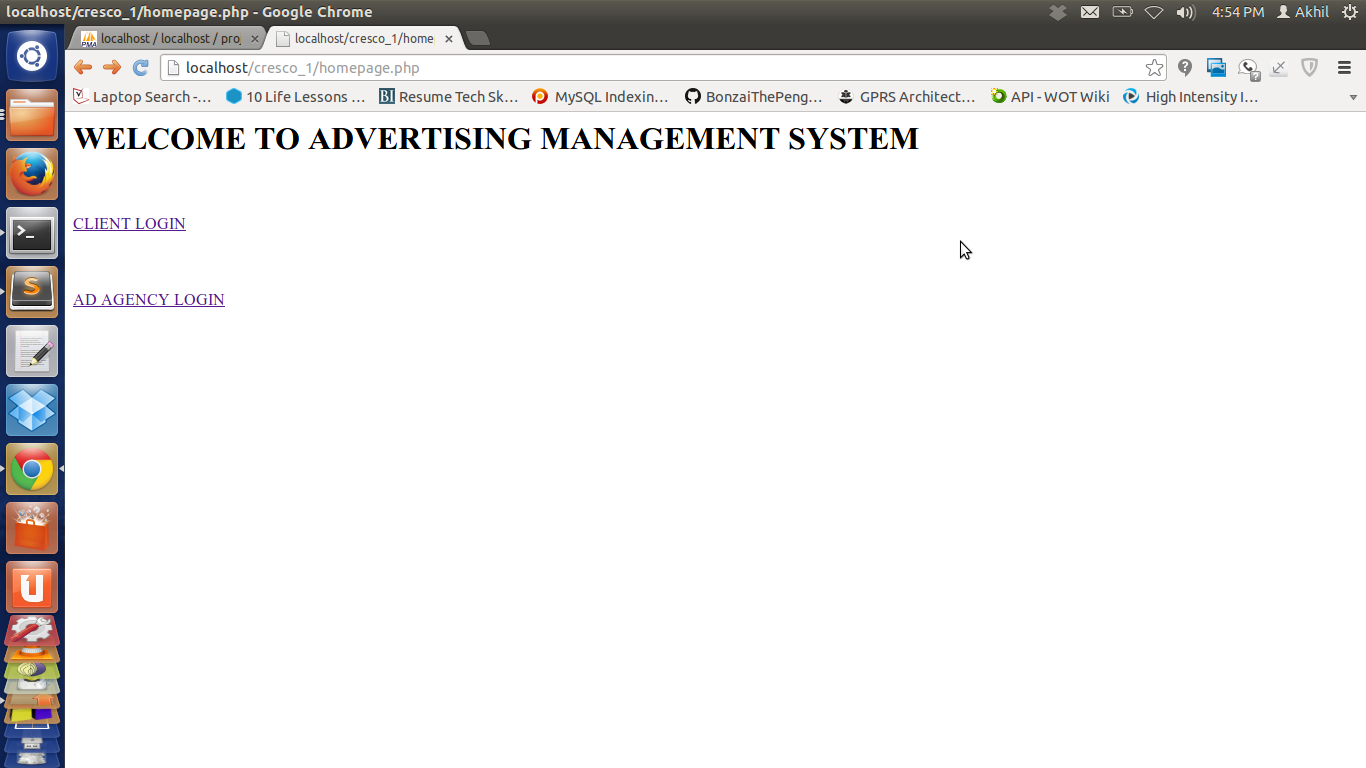 localhost/cresco_1/homepage.php - Google Chrome
4:54 PM
Akhil
localhost / localhost / proj
localhost/cresco_1/home
localhost/cresco_1/homepage.php
Laptop Search -...
10 Life Lessons ...
BI
Resume Tech Sk...
MySQL Indexin...
BonzaiThePeng...
GPRS Architect...
API - WOT Wiki
High Intensity I...
WELCOME TO ADVERTISING MANAGEMENT SYSTEM
CLIENT LOGIN
AD AGENCY LOGIN